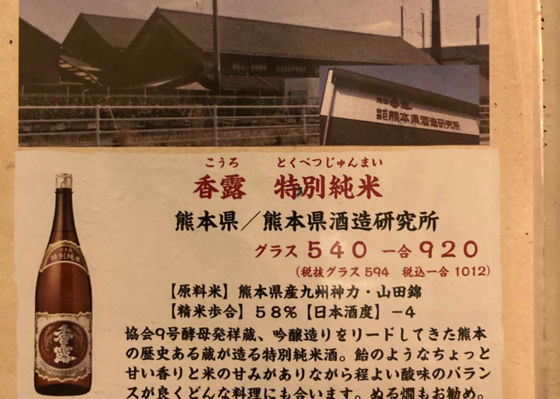 香露
熊本県酒造研究所
こうろ とくべつじゅんまい
香露 特別純米
熊本県／熊本県酒造研究所
グラス 540 一合 920
(税抜グラス 594 税込一合 1012)
【原料米】熊本県産九州神力・山田錦
【精米歩合】58%【日本酒度】−4
協会9号酵母発祥蔵、吟醸造りをリードしてきた熊本
の歴史ある蔵が造る特別純米酒。飴のようなちょっと
甘い香りと米の甘みがありながら程よい酸味のバラン
スが良くどんな料理にも合います。ぬる燗もお勧め。
特別純米
香露